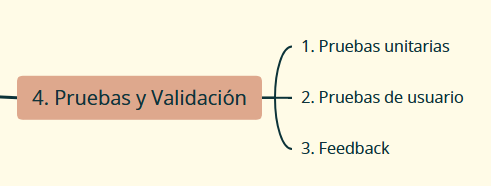 4. Pruebas y Validación
1. Pruebas unitarias
2. Pruebas de usuario
3. Feedback